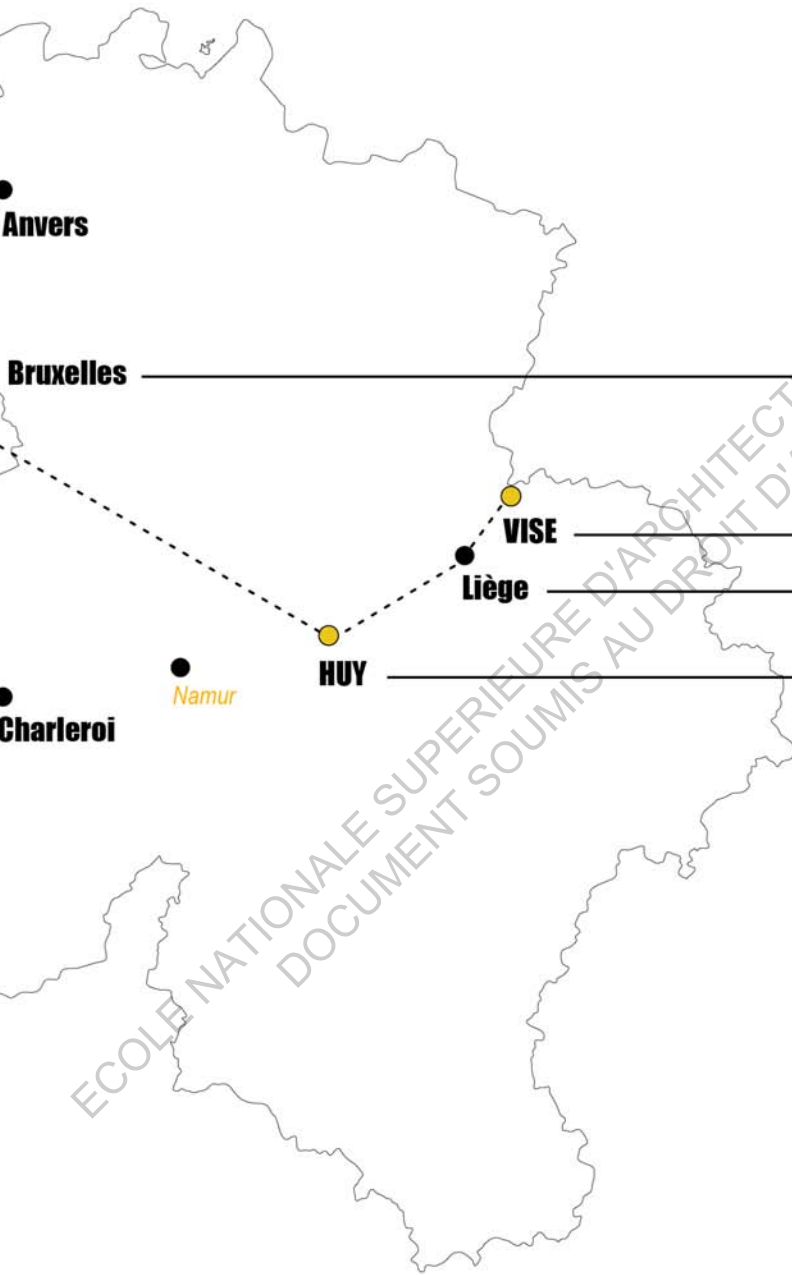 Anvers
Bruxelles
VISE
Liège
HUY
Namur
Charleroi
ECOLE NATIONALE SUPERIEURE D'ARCHITECT
DOCUMENT SOUMIS AU DROIT D'A